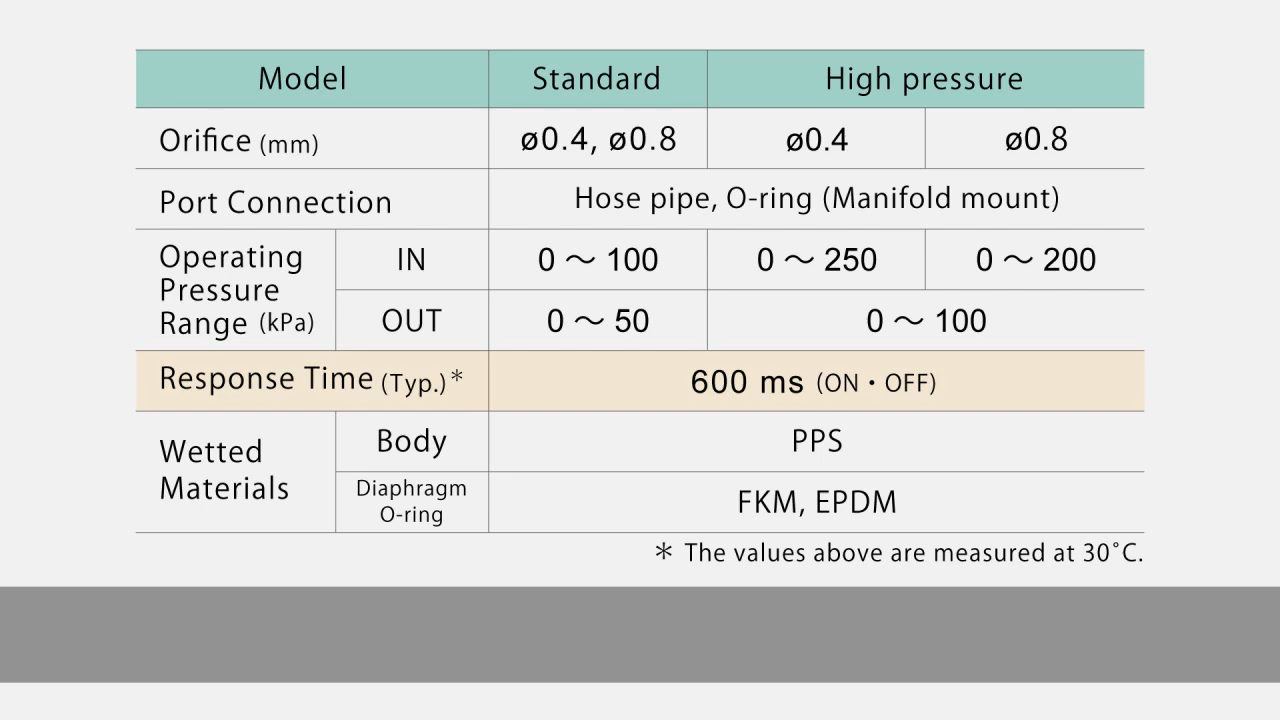 Model Standard High pressure
Orifice (mm) ø0.4, ø0.8 ø0.4 ø0.8
Port Connection Hose pipe, O-ring (Manifold mount)
Operating
Pressure
Range (kPa)
IN 0 ～ 100 0 ～ 250 0 ～ 200
OUT 0 ～ 50 0 ～ 100
Response Time (Typ.)＊ 600 ms (ON・OFF)
Wetted
Materials
Body PPS
Diaphragm
O-ring
FKM, EPDM
＊ The values above are measured at 30˚C.